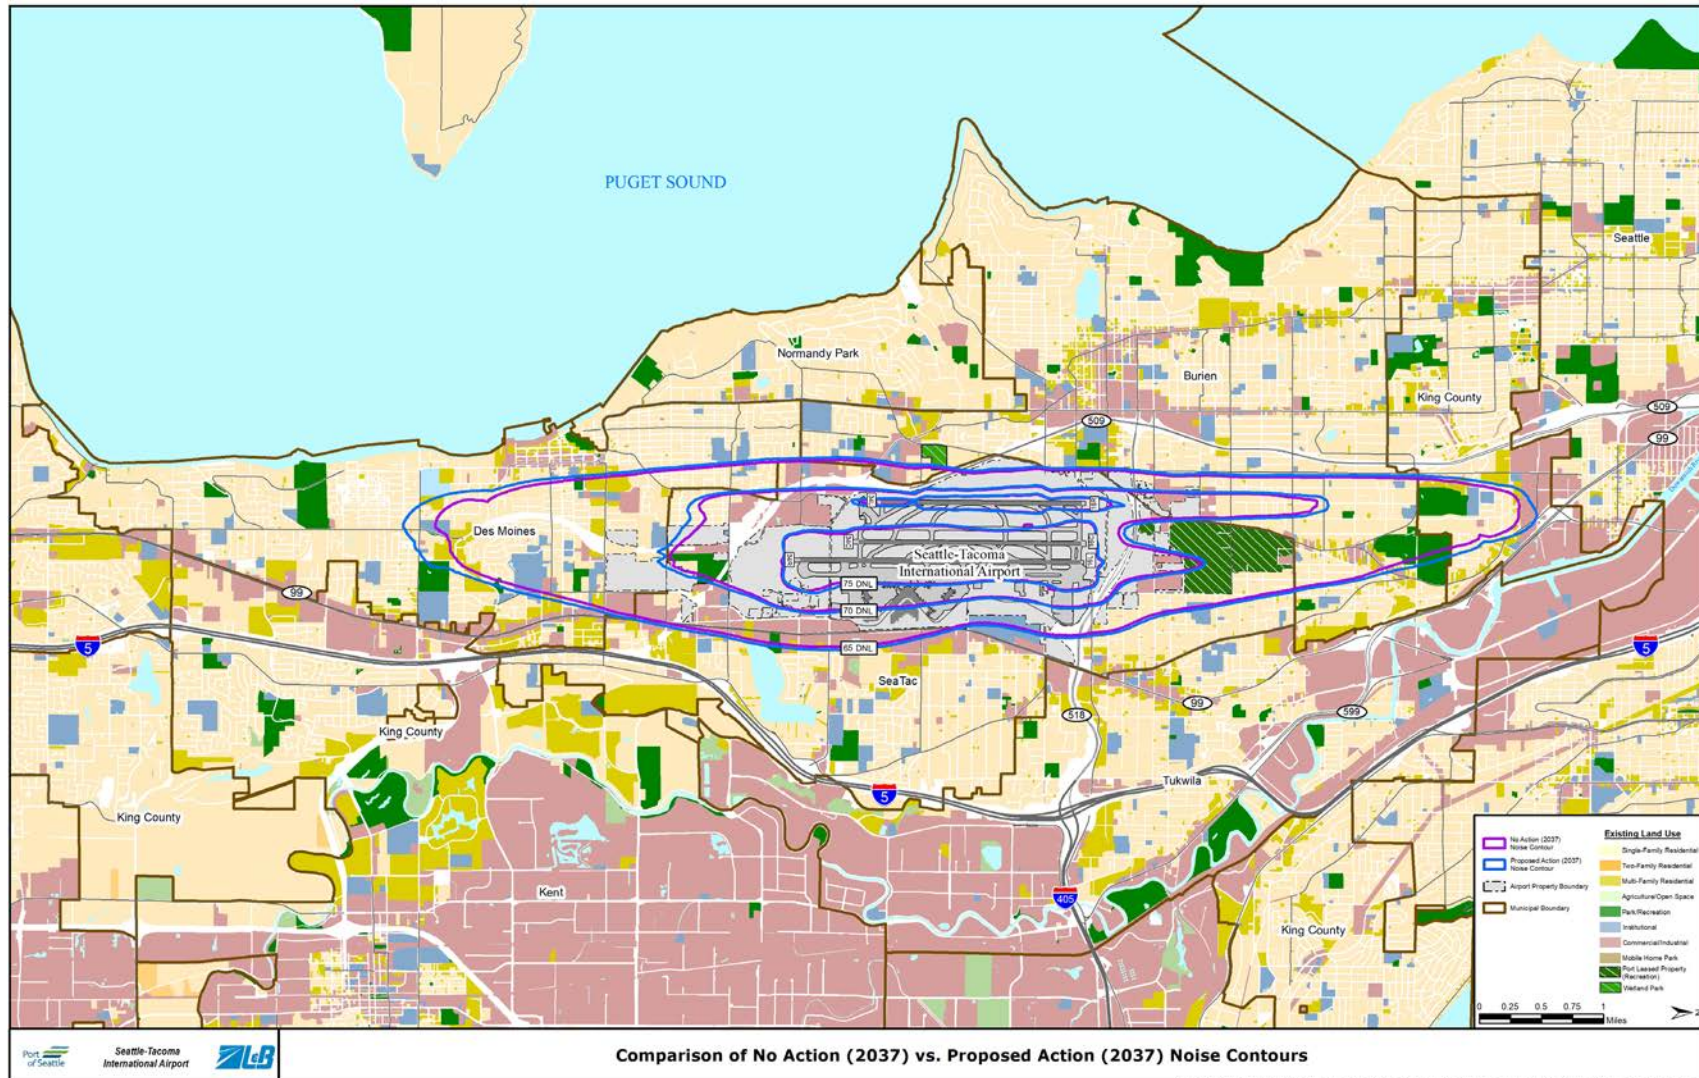 PUGET SOUND
Seattle
Normandy Park
Burien
King County
509
509
99
Des Moines
Seattle-Tacoma
International Airport
75 DNL
70 DNL
65 DNL
99
5
5
SeaTac
99
518
599
King County
Tukwila
5
King County
Kent
405
King County
No Action (2037)
Noise Contour
Proposed Action (2037)
Noise Contour
Airport Property Boundary
Municipal Boundary
Existing Land Use
Single-Family Residential
Two-Family Residential
Multi-Family Residential
Agriculture/Open Space
Park/Recreation
Institutional
Commercial/Industrial
Mobile Home Park
Port Leased Property
(Recreation)
Wetland Park
0 0.25 0.5 0.75 1
Miles
Port
of Seattle
Seattle-Tacoma
International Airport
L&B
Comparison of No Action (2037) vs. Proposed Action (2037) Noise Contours